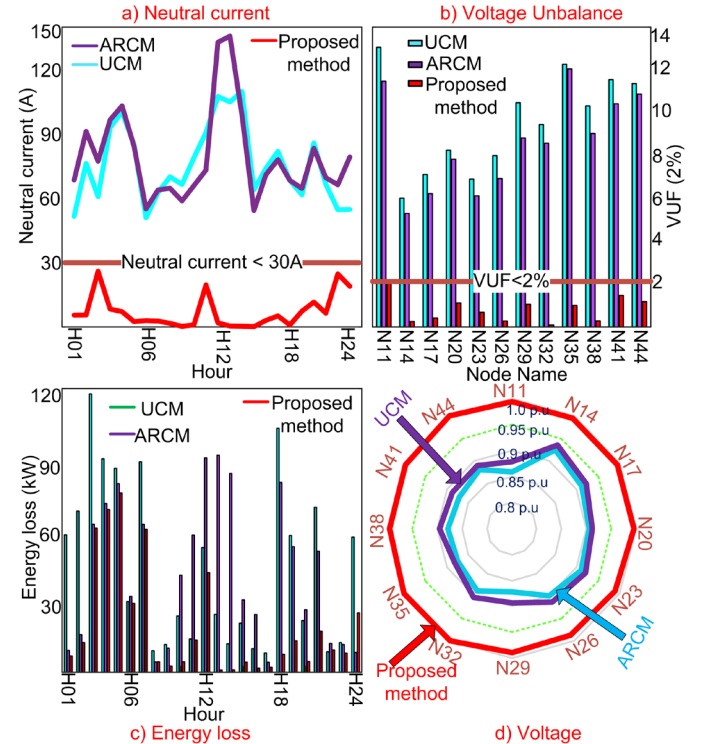 a) Neutral current
150
120
90
60
30
Neutral current (A)
ARCM
UCM
Proposed
method
Neutral current < 30A
H01
H06
H12
H18
H24
Hour
b) Voltage Unbalance
UCM
ARCM
Proposed
method
14
12
10
8
6
4
2
VUF (2%)
VUF<2%
N11
N14
N17
N20
N23
N26
N29
N32
N35
N38
N41
N44
Node Name
120
90
60
30
Energy loss (kW)
UCM
ARCM
Proposed
method
H01
H06
H12
H18
H24
Hour
c) Energy loss
N11
N14
N17
N20
N23
N26
N29
N32
N35
N38
N41
N44
1.0 p.u
0.95 p.u
0.9 p.u
0.85 p.u
0.8 p.u
UCM
ARCM
Proposed
method
d) Voltage